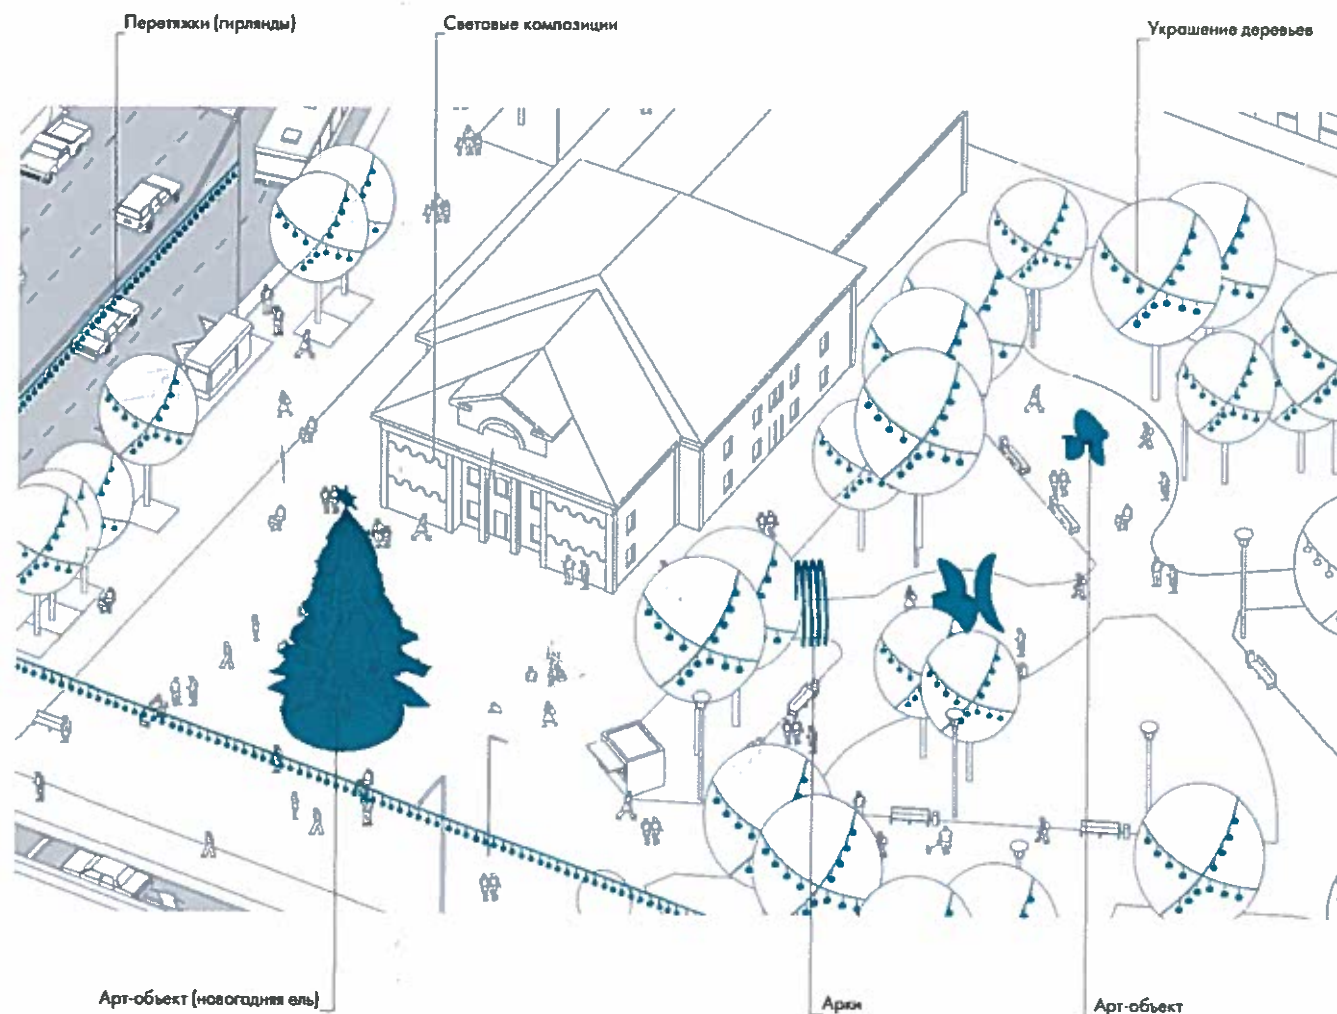 Перетяжки (гирлянды)
Световые композиции
Украшение деревьев
Арт-объект (новогодняя ель)
Арки
Арт-объект